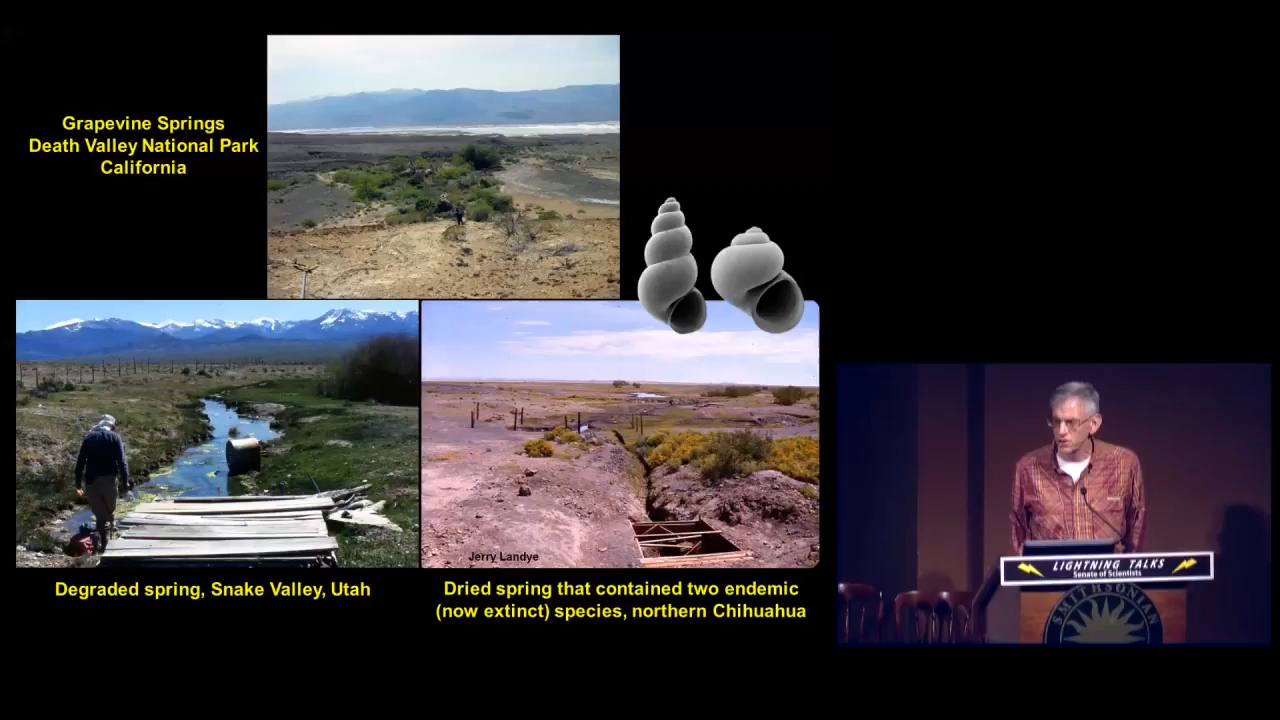 Grapevine Springs
Death Valley National Park
California
Jerry Landye
Degraded spring, Snake Valley, Utah
Dried spring that contained two endemic
(now extinct) species, northern Chihuahua
LIGHTNING TALKS
Senate of Scientists
SMITHSONIAN